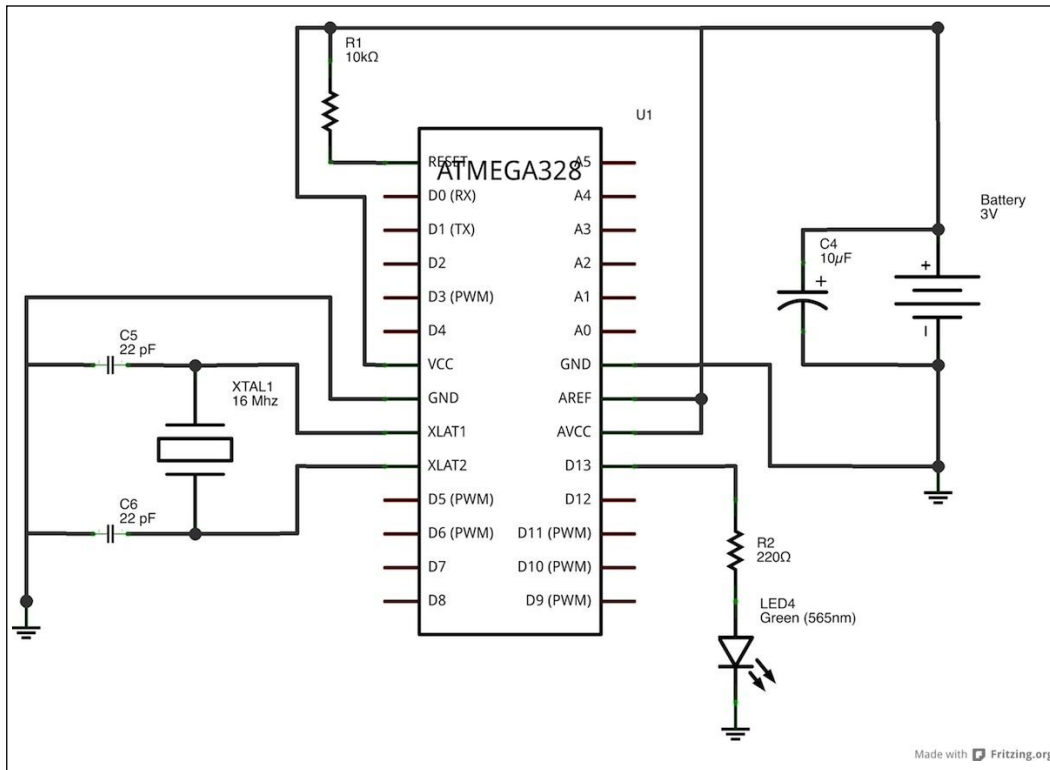 R1
10kΩ
U1
ATMEGA328
RESET
D0 (RX)
D1 (TX)
D2
D3 (PWM)
D4
VCC
GND
XLAT1
XLAT2
D5 (PWM)
D6 (PWM)
D7
D8
A5
A4
A3
A2
A1
A0
GND
AREF
AVCC
D13
D12
D11 (PWM)
D10 (PWM)
D9 (PWM)
C5
22 pF
XTAL1
16 Mhz
C6
22 pF
C4
10µF
+
Battery
3V
+
–
R2
220Ω
LED4
Green (565nm)
Made with Fritzing.org